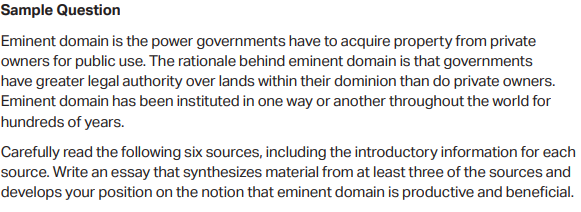 Sample Question
Eminent domain is the power governments have to acquire property from private
owners for public use. The rationale behind eminent domain is that governments
have greater legal authority over lands within their dominion than do private owners.
Eminent domain has been instituted in one way or another throughout the world for
hundreds of years.
Carefully read the following six sources, including the introductory information for each
source. Write an essay that synthesizes material from at least three of the sources and
develops your position on the notion that eminent domain is productive and beneficial.